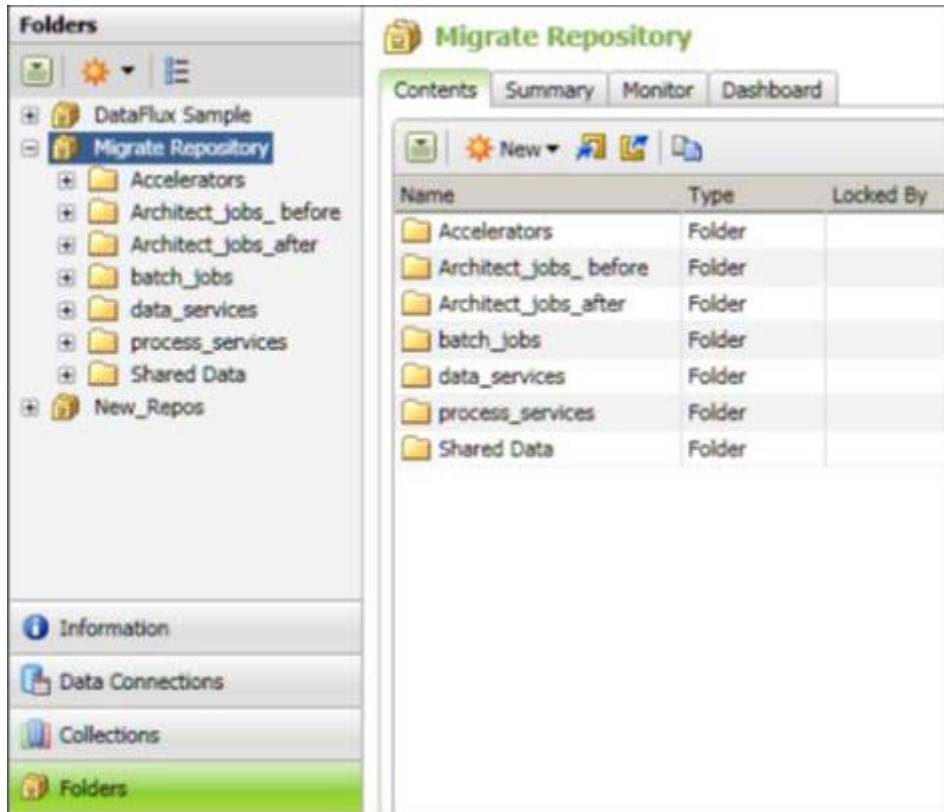 Folders
DataFlux Sample
Migrate Repository
Accelerators
Architect_jobs_ before
Architect_jobs_after
batch_jobs
data_services
process_services
Shared Data
New_Repos
Information
Data Connections
Collections
Folders
Migrate Repository
Contents Summary Monitor Dashboard
New
Name Type Locked By
Accelerators Folder
Architect_jobs_ before Folder
Architect_jobs_after Folder
batch_jobs Folder
data_services Folder
process_services Folder
Shared Data Folder